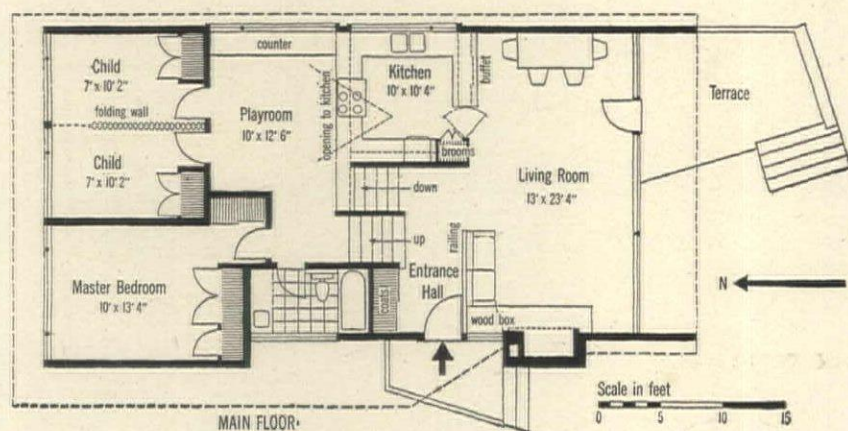 Child
7' x 10' 2"
folding wall
Child
7' x 10' 2"
counter
Playroom
10' x 12' 6"
opening to kitchen
Kitchen
10' x 10' 4"
buffet
brooms
down
up
railing
Living Room
13' x 23' 4"
Terrace
Master Bedroom
10' x 13' 4"
coats
Entrance
Hall
wood box
N
Scale in feet
0 5 10 15
MAIN FLOOR